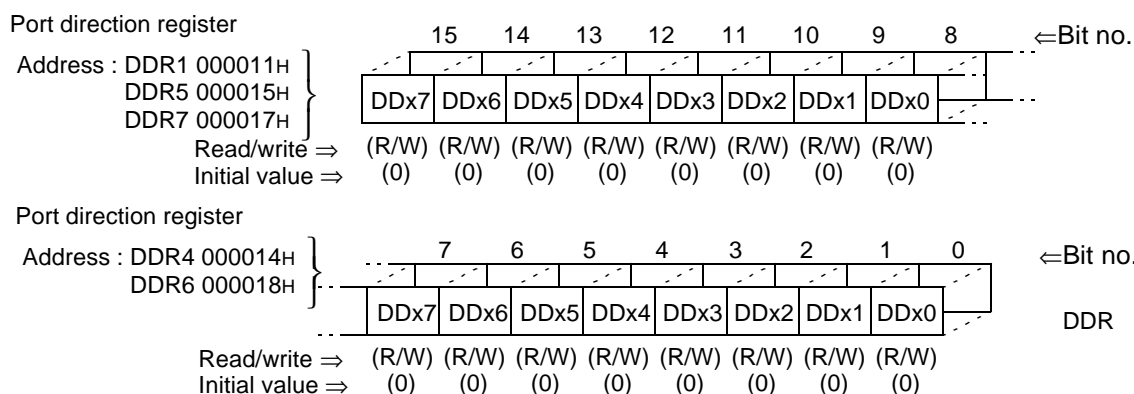 Port direction register
15 14 13 12 11 10 9 8 ⇐Bit no.
Address : DDR1 000011H
DDR5 000015H
DDR7 000017H
DDx7 DDx6 DDx5 DDx4 DDx3 DDx2 DDx1 DDx0
Read/write ⇒ (R/W) (R/W) (R/W) (R/W) (R/W) (R/W) (R/W) (R/W)
Initial value ⇒ (0) (0) (0) (0) (0) (0) (0) (0)
Port direction register
7 6 5 4 3 2 1 0 ⇐Bit no.
Address : DDR4 000014H
DDR6 000018H
DDx7 DDx6 DDx5 DDx4 DDx3 DDx2 DDx1 DDx0 DDR
Read/write ⇒ (R/W) (R/W) (R/W) (R/W) (R/W) (R/W) (R/W) (R/W)
Initial value ⇒ (0) (0) (0) (0) (0) (0) (0) (0)